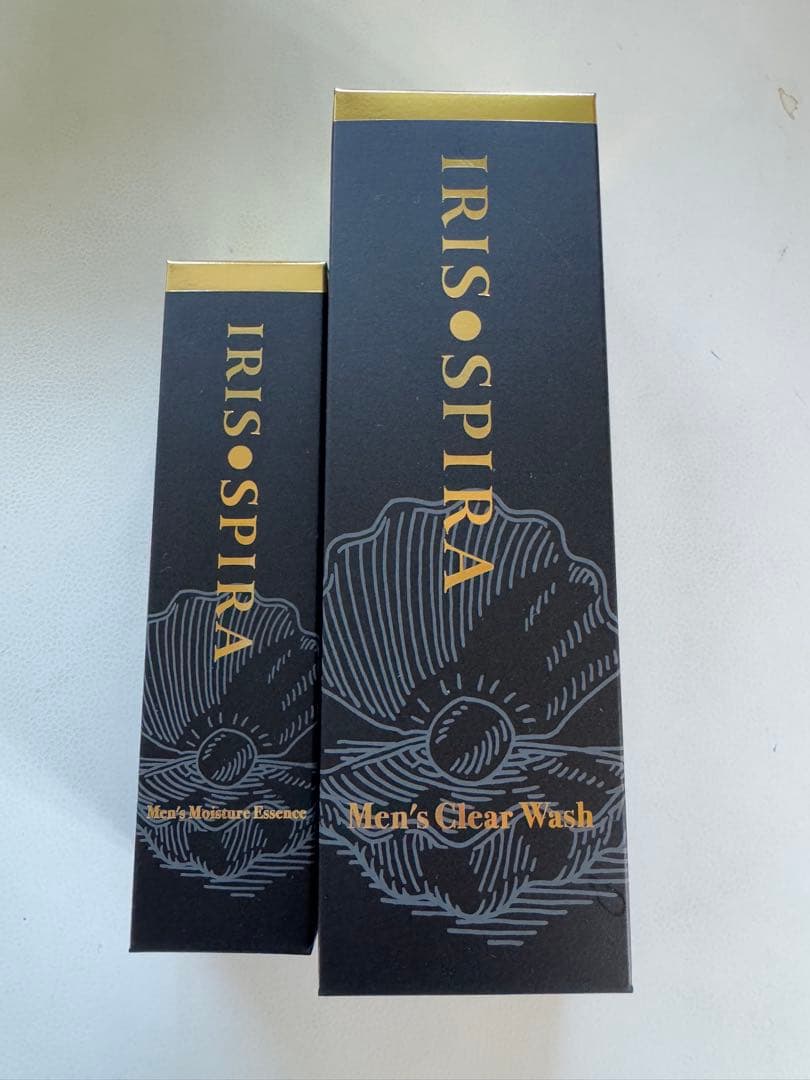 IRIS●SPIRA
Men's Moisture Essence
IRIS●SPIRA
Men's Clear Wash